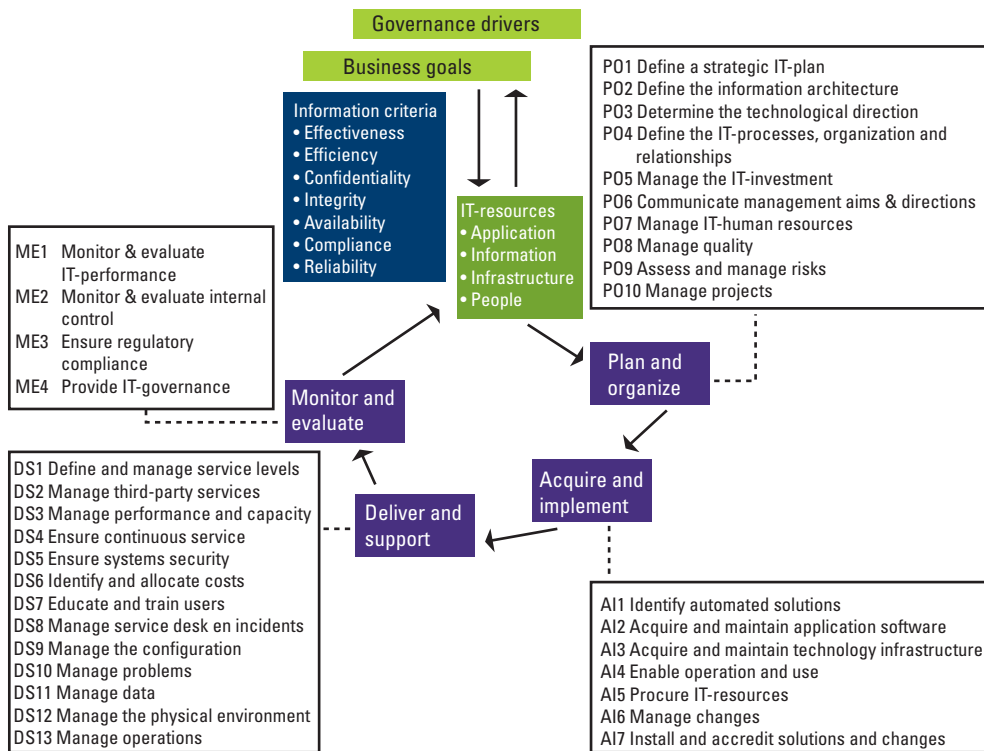 Governance drivers
Business goals
Information criteria
• Effectiveness
• Efficiency
• Confidentiality
• Integrity
• Availability
• Compliance
• Reliability
IT-resources
• Application
• Information
• Infrastructure
• People
PO1 Define a strategic IT-plan
PO2 Define the information architecture
PO3 Determine the technological direction
PO4 Define the IT-processes, organization and
relationships
PO5 Manage the IT-investment
PO6 Communicate management aims & directions
PO7 Manage IT-human resources
PO8 Manage quality
PO9 Assess and manage risks
PO10 Manage projects
ME1 Monitor & evaluate
IT-performance
ME2 Monitor & evaluate internal
control
ME3 Ensure regulatory
compliance
ME4 Provide IT-governance
Plan and
organize
Monitor and
evaluate
Acquire and
implement
Deliver and
support
DS1 Define and manage service levels
DS2 Manage third-party services
DS3 Manage performance and capacity
DS4 Ensure continuous service
DS5 Ensure systems security
DS6 Identify and allocate costs
DS7 Educate and train users
DS8 Manage service desk en incidents
DS9 Manage the configuration
DS10 Manage problems
DS11 Manage data
DS12 Manage the physical environment
DS13 Manage operations
AI1 Identify automated solutions
AI2 Acquire and maintain application software
AI3 Acquire and maintain technology infrastructure
AI4 Enable operation and use
AI5 Procure IT-resources
AI6 Manage changes
AI7 Install and accredit solutions and changes